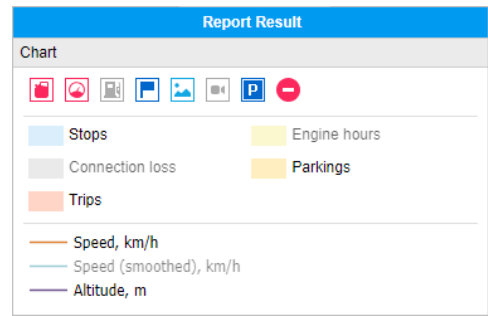 Report Result
Chart
P
Stops Engine hours
Connection loss Parkings
Trips
Speed, km/h
Speed (smoothed), km/h
Altitude, m